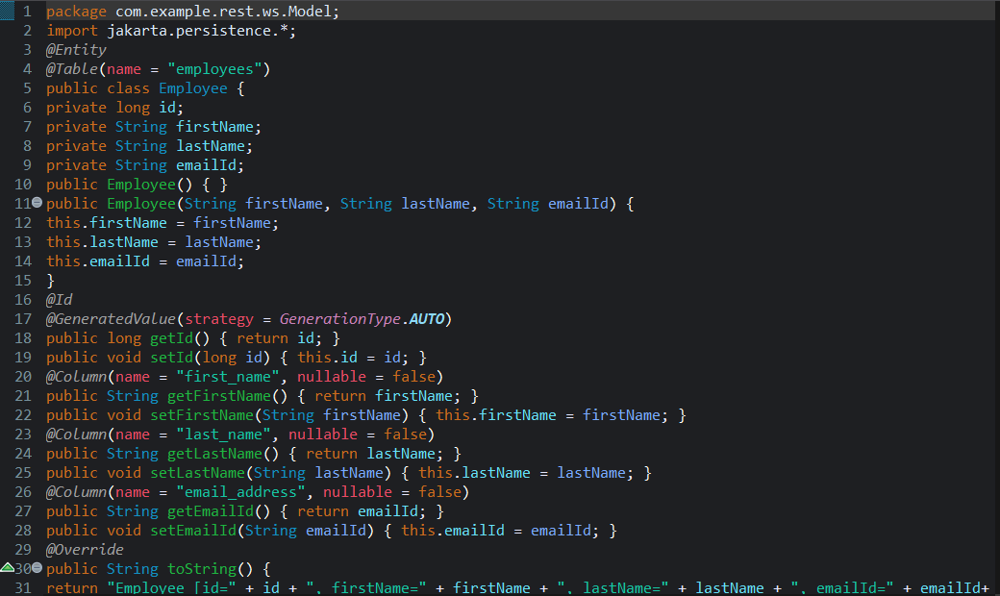 1 package com.example.rest.ws.Model;
2 import jakarta.persistence.*;
3 @Entity
4 @Table(name = "employees")
5 public class Employee {
6 private long id;
7 private String firstName;
8 private String lastName;
9 private String emailId;
10 public Employee() { }
11 public Employee(String firstName, String lastName, String emailId) {
12 this.firstName = firstName;
13 this.lastName = lastName;
14 this.emailId = emailId;
15 }
16 @Id
17 @GeneratedValue(strategy = GenerationType.AUTO)
18 public long getId() { return id; }
19 public void setId(long id) { this.id = id; }
20 @Column(name = "first_name", nullable = false)
21 public String getFirstName() { return firstName; }
22 public void setFirstName(String firstName) { this.firstName = firstName; }
23 @Column(name = "last_name", nullable = false)
24 public String getLastName() { return lastName; }
25 public void setLastName(String lastName) { this.lastName = lastName; }
26 @Column(name = "email_address", nullable = false)
27 public String getEmailId() { return emailId; }
28 public void setEmailId(String emailId) { this.emailId = emailId; }
29 @Override
30 public String toString() {
31 return "Employee [id=" + id + ", firstName=" + firstName + ", lastName=" + lastName + ", emailId=" + emailId+